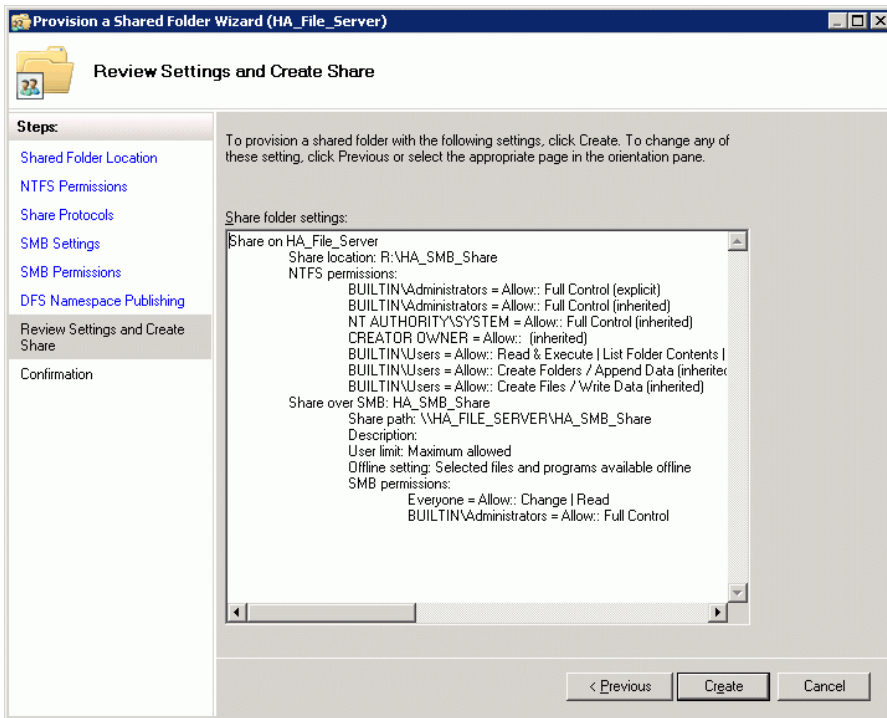 Provision a Shared Folder Wizard (HA_File_Server)
Review Settings and Create Share
Steps:
Shared Folder Location
NTFS Permissions
Share Protocols
SMB Settings
SMB Permissions
DFS Namespace Publishing
Review Settings and Create
Share
Confirmation
To provision a shared folder with the following settings, click Create. To change any of
these setting, click Previous or select the appropriate page in the orientation pane.
Share folder settings:
Share on HA_File_Server
Share location: R:\HA_SMB_Share
NTFS permissions:
BUILTIN\Administrators = Allow:: Full Control (explicit)
BUILTIN\Administrators = Allow:: Full Control (inherited)
NT AUTHORITY\SYSTEM = Allow:: Full Control (inherited)
CREATOR OWNER = Allow:: (inherited)
BUILTIN\Users = Allow:: Read & Execute | List Folder Contents |
BUILTIN\Users = Allow:: Create Folders / Append Data (inherited
BUILTIN\Users = Allow:: Create Files / Write Data (inherited)
Share over SMB: HA_SMB_Share
Share path: \\HA_FILE_SERVER\HA_SMB_Share
Description:
User limit: Maximum allowed
Offline setting: Selected files and programs available offline
SMB permissions:
Everyone = Allow:: Change | Read
BUILTIN\Administrators = Allow:: Full Control
< Previous
Create
Cancel